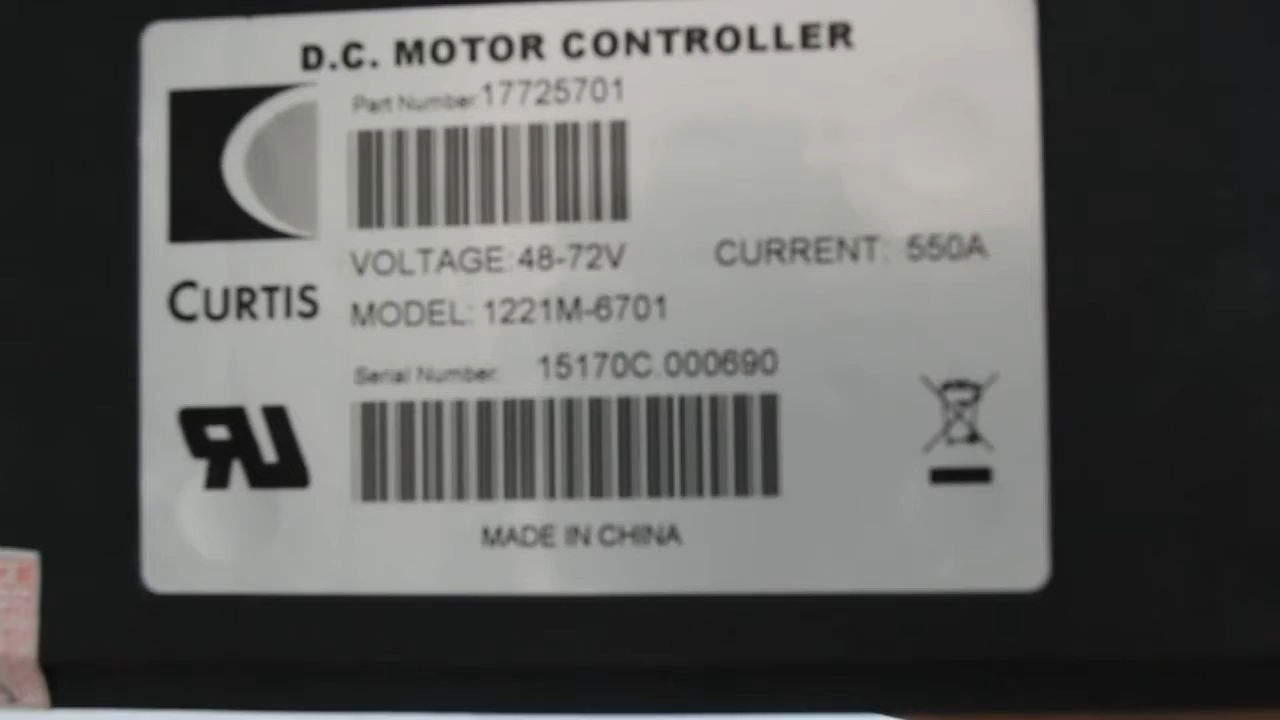 D.C. MOTOR CONTROLLER
Part Number: 17725701
VOLTAGE: 48-72V CURRENT: 550A
CURTIS
MODEL: 1221M-6701
Serial Number: 15170C.000690
RU
MADE IN CHINA